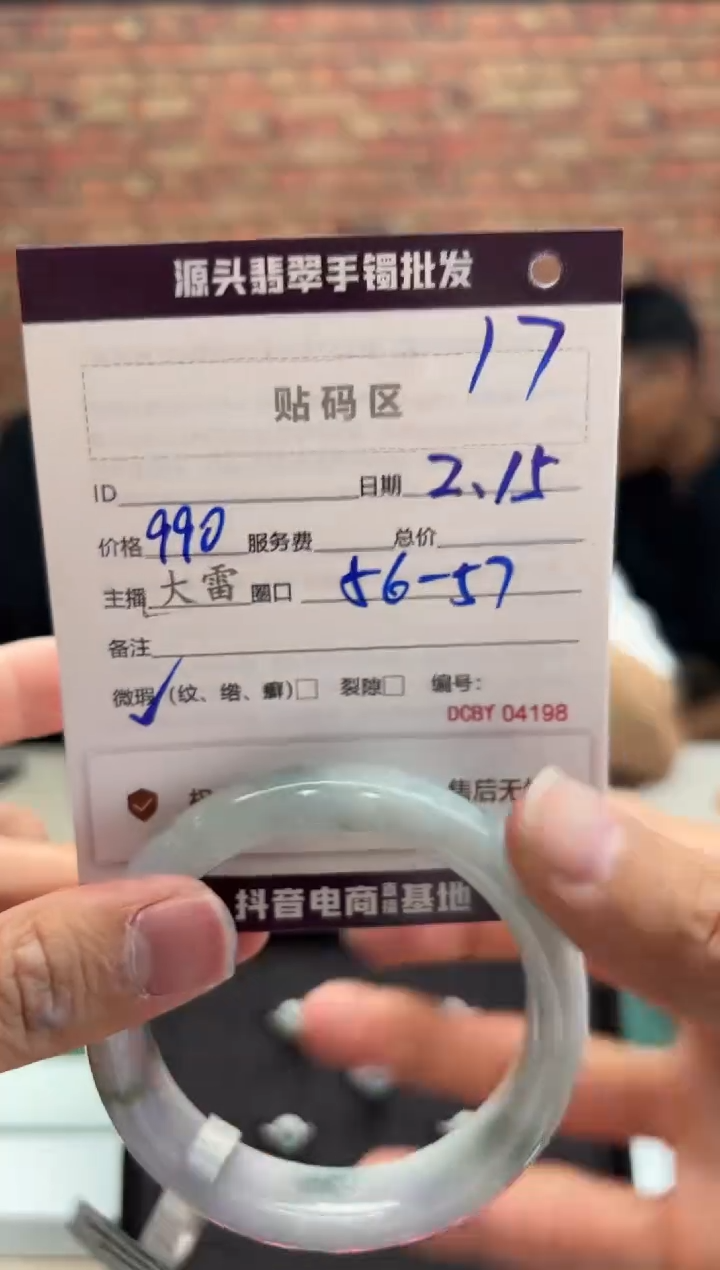 源头翡翠手镯批发
17
贴码区
ID 日期 2.15
价格 990 服务费 总价
主播 大雷 圈口 56-57
备注
微瑕✓(纹、绺、癣)□ 裂隙□ 编号:
DCBY 04198
售后无
抖音电商直播基地